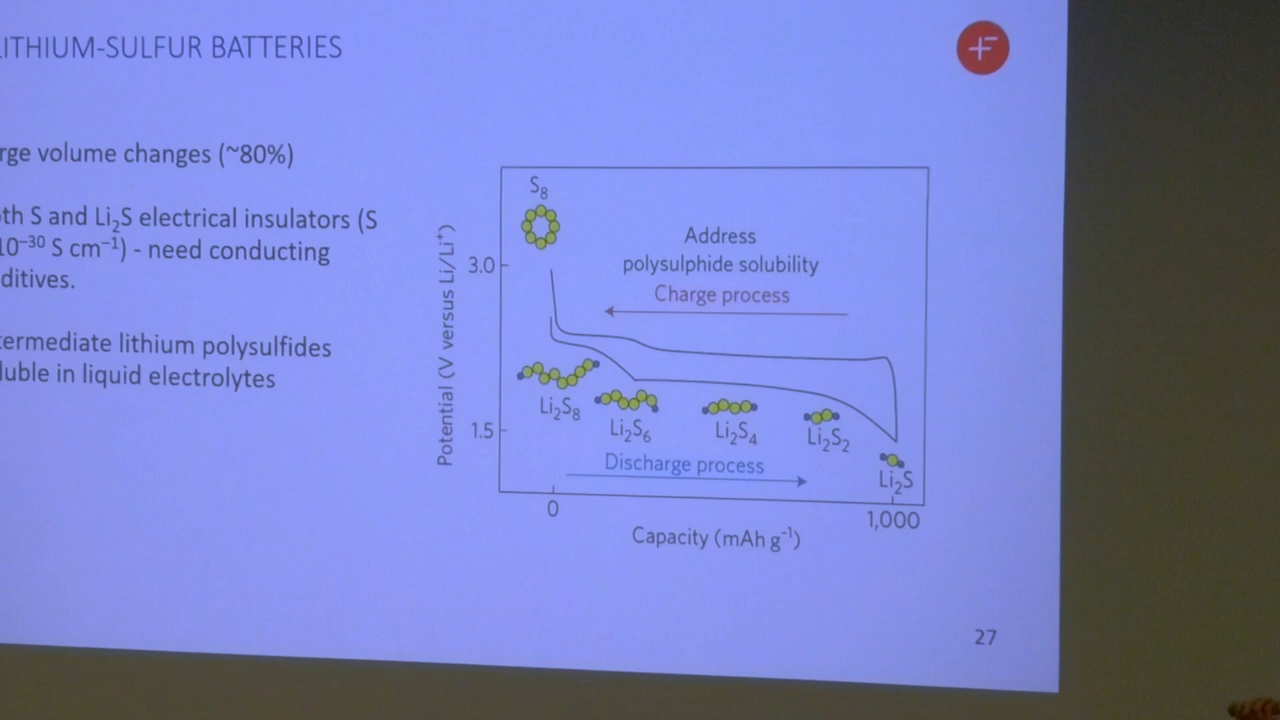 LITHIUM-SULFUR BATTERIES
rge volume changes (~80%)
th S and Li₂S electrical insulators (S
10⁻³⁰ S cm⁻¹) - need conducting
ditives.
termediate lithium polysulfides
luble in liquid electrolytes
S₈
Address
polysulphide solubility
Charge process
3.0
Potential (V versus Li/Li⁺)
Li₂S₈
Li₂S₆
Li₂S₄
Li₂S₂
1.5
Discharge process
Li₂S
0
1,000
Capacity (mAh g⁻¹)
27